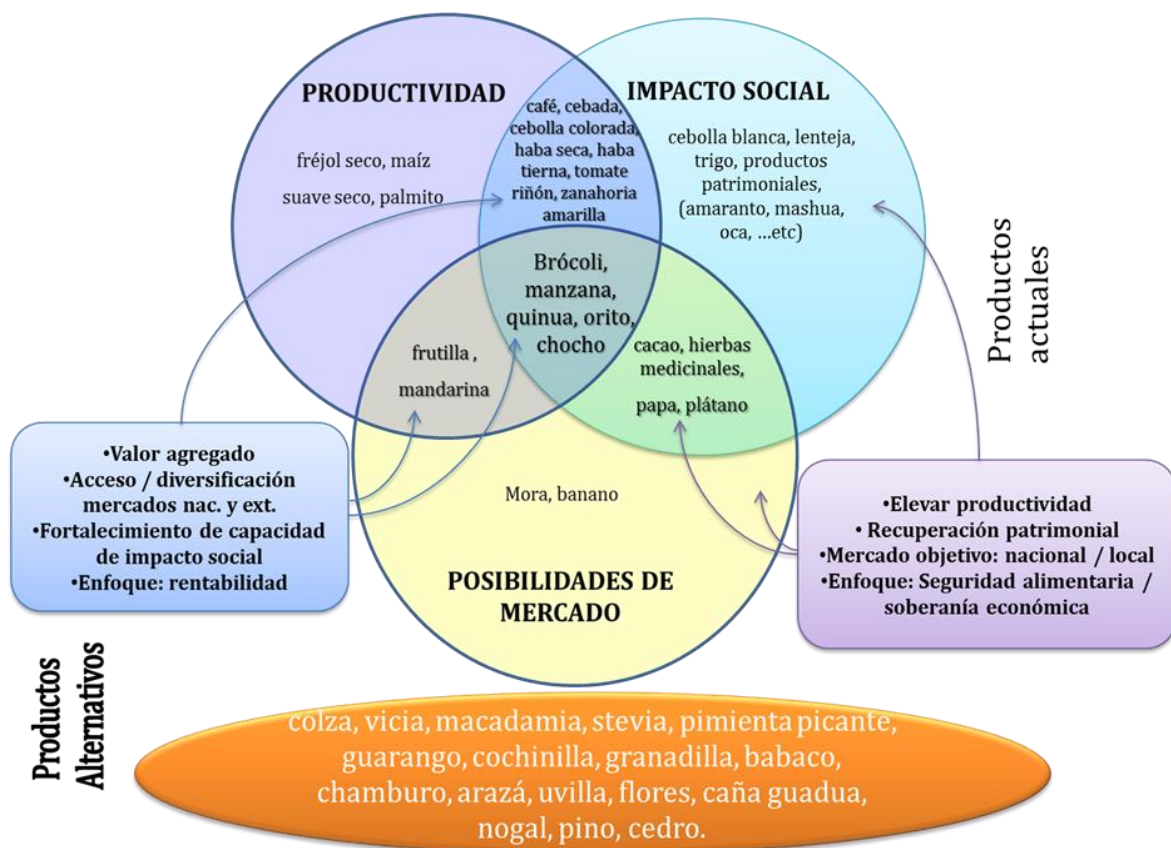 PRODUCTIVIDAD
fréjol seco, maíz
suave seco, palmito
café, cebada,
cebolla colorada,
haba seca, haba
tierna, tomate
riñón, zanahoria
amarilla
IMPACTO SOCIAL
cebolla blanca, lenteja,
trigo, productos
patrimoniales,
(amaranto, mashua,
oca, ...etc)
Productos
actuales
Brócoli,
manzana,
quinua, orito,
chocho
frutilla ,
mandarina
cacao, hierbas
medicinales,
papa, plátano
•Valor agregado
•Acceso / diversificación
mercados nac. y ext.
•Fortalecimiento de capacidad
de impacto social
•Enfoque: rentabilidad
Mora, banano
POSIBILIDADES DE
MERCADO
•Elevar productividad
• Recuperación patrimonial
•Mercado objetivo: nacional / local
•Enfoque: Seguridad alimentaria /
soberanía económica
Productos
Alternativos
colza, vicia, macadamia, stevia, pimienta picante,
guarango, cochinilla, granadilla, babaco,
chamburo, arazá, uvilla, flores, caña guadua,
nogal, pino, cedro.